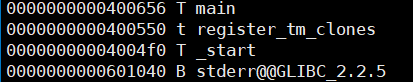 0000000000400656 T main
0000000000400550 t register_tm_clones
00000000004004f0 T _start
0000000000601040 B stderr@@GLIBC_2.2.5